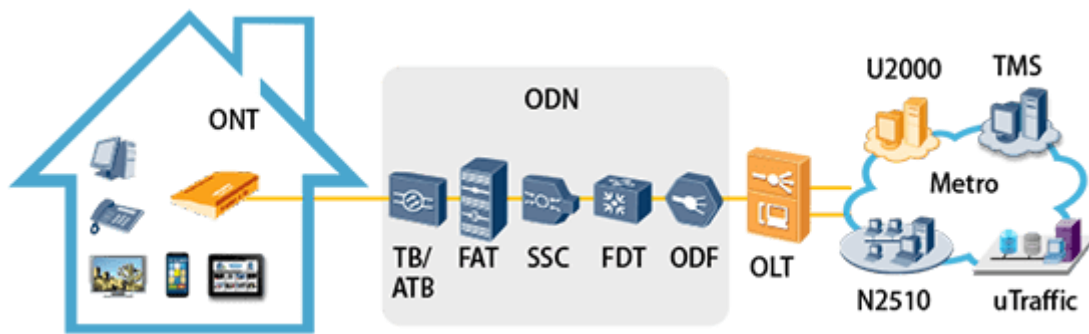 ONT
ODN
TB/
ATB
FAT
SSC
FDT
ODF
OLT
U2000
TMS
Metro
N2510
uTraffic